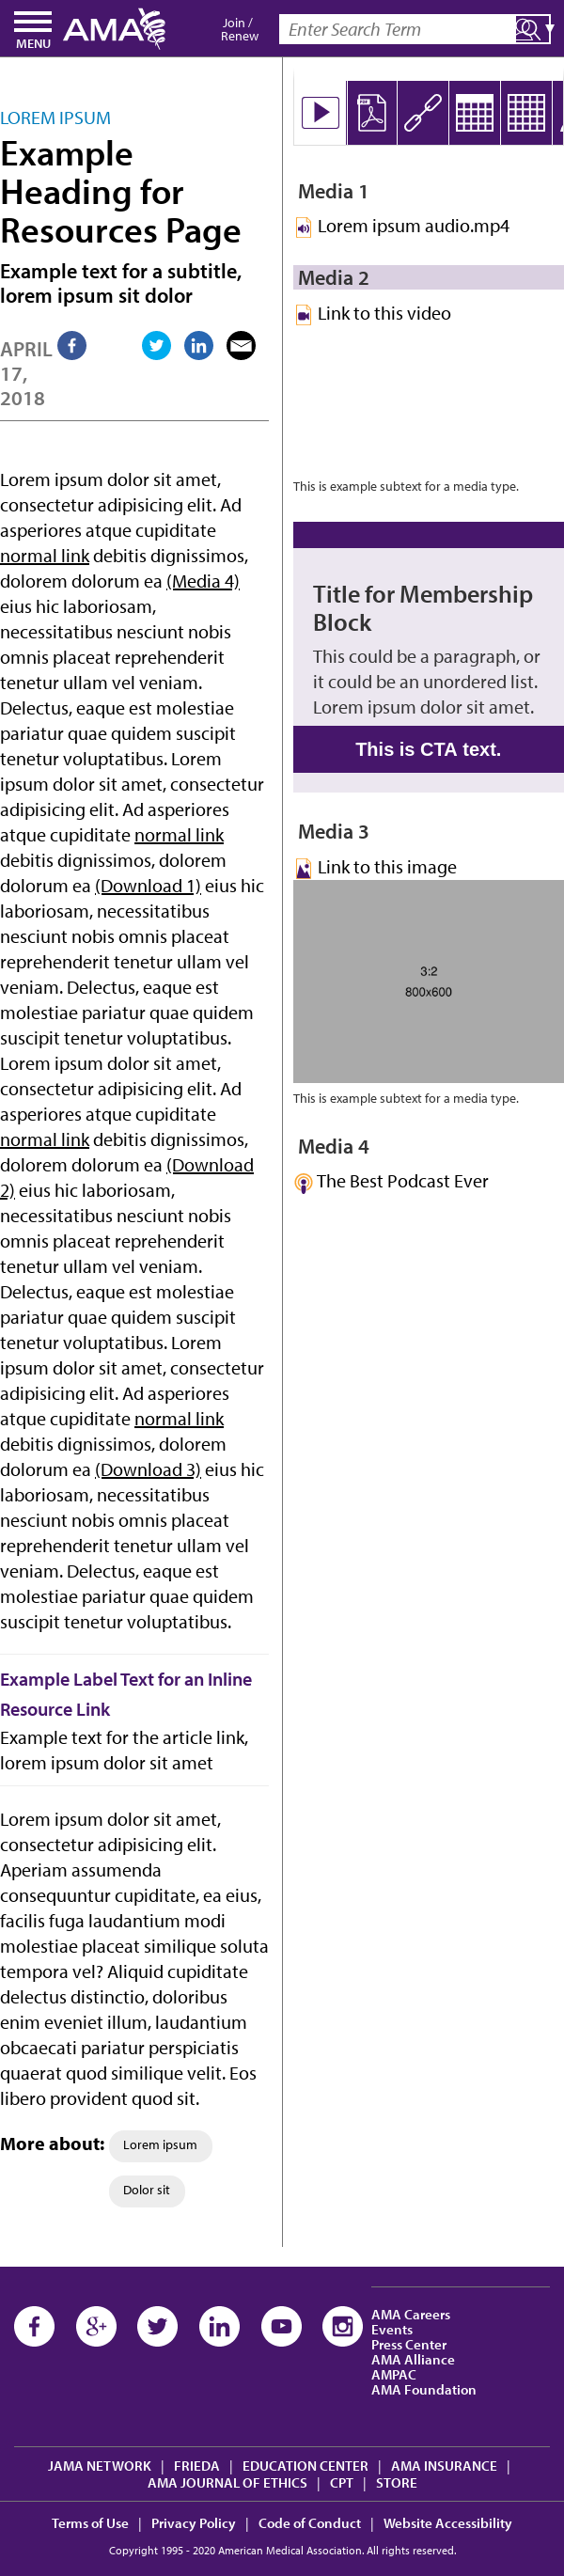 MENU
AMA
Join /
Renew
Enter Search Term
LOREM IPSUM
Example
Heading for
Resources Page
Example text for a subtitle,
lorem ipsum sit dolor
APRIL
17,
2018
Lorem ipsum dolor sit amet,
consectetur adipisicing elit. Ad
asperiores atque cupiditate
normal link debitis dignissimos,
dolorem dolorum ea (Media 4)
eius hic laboriosam,
necessitatibus nesciunt nobis
omnis placeat reprehenderit
tenetur ullam vel veniam.
Delectus, eaque est molestiae
pariatur quae quidem suscipit
tenetur voluptatibus. Lorem
ipsum dolor sit amet, consectetur
adipisicing elit. Ad asperiores
atque cupiditate normal link
debitis dignissimos, dolorem
dolorum ea (Download 1) eius hic
laboriosam, necessitatibus
nesciunt nobis omnis placeat
reprehenderit tenetur ullam vel
veniam. Delectus, eaque est
molestiae pariatur quae quidem
suscipit tenetur voluptatibus.
Lorem ipsum dolor sit amet,
consectetur adipisicing elit. Ad
asperiores atque cupiditate
normal link debitis dignissimos,
dolorem dolorum ea (Download
2) eius hic laboriosam,
necessitatibus nesciunt nobis
omnis placeat reprehenderit
tenetur ullam vel veniam.
Delectus, eaque est molestiae
pariatur quae quidem suscipit
tenetur voluptatibus. Lorem
ipsum dolor sit amet, consectetur
adipisicing elit. Ad asperiores
atque cupiditate normal link
debitis dignissimos, dolorem
dolorum ea (Download 3) eius hic
laboriosam, necessitatibus
nesciunt nobis omnis placeat
reprehenderit tenetur ullam vel
veniam. Delectus, eaque est
molestiae pariatur quae quidem
suscipit tenetur voluptatibus.
Example Label Text for an Inline
Resource Link
Example text for the article link,
lorem ipsum dolor sit amet
Lorem ipsum dolor sit amet,
consectetur adipisicing elit.
Aperiam assumenda
consequuntur cupiditate, ea eius,
facilis fuga laudantium modi
molestiae placeat similique soluta
tempora vel? Aliquid cupiditate
delectus distinctio, doloribus
enim eveniet illum, laudantium
obcaecati pariatur perspiciatis
quaerat quod similique velit. Eos
libero provident quod sit.
More about: Lorem ipsum
Dolor sit
Media 1
Lorem ipsum audio.mp4
Media 2
Link to this video
This is example subtext for a media type.
Title for Membership
Block
This could be a paragraph, or
it could be an unordered list.
Lorem ipsum dolor sit amet.
This is CTA text.
Media 3
Link to this image
3:2
800x600
This is example subtext for a media type.
Media 4
The Best Podcast Ever
AMA Careers
Events
Press Center
AMA Alliance
AMPAC
AMA Foundation
JAMA NETWORK | FRIEDA | EDUCATION CENTER | AMA INSURANCE |
AMA JOURNAL OF ETHICS | CPT | STORE
Terms of Use | Privacy Policy | Code of Conduct | Website Accessibility
Copyright 1995 - 2020 American Medical Association. All rights reserved.